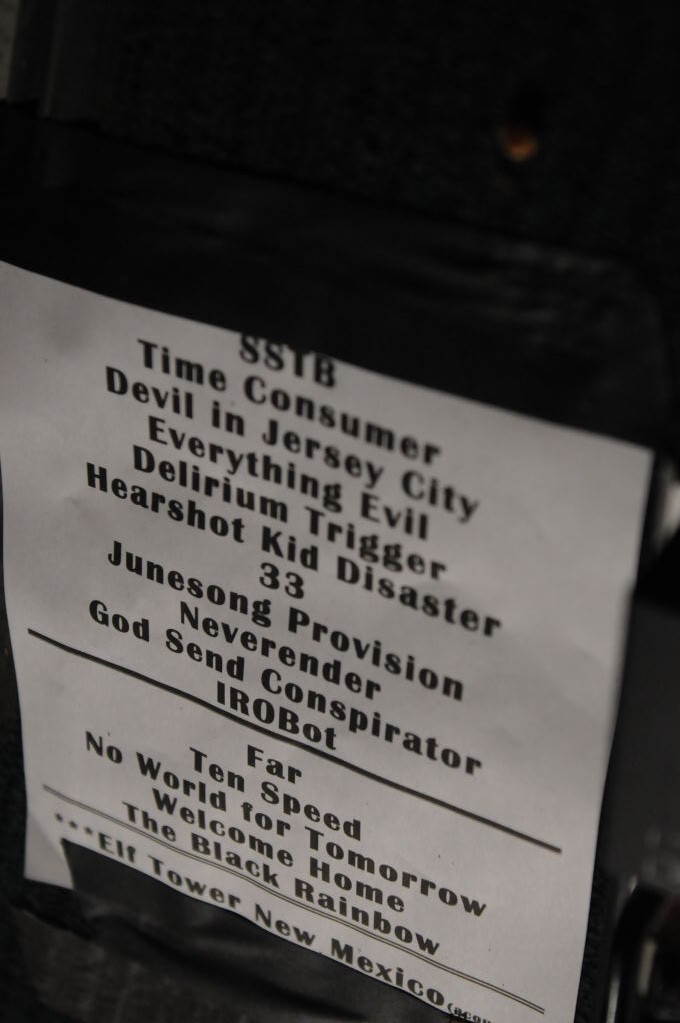 SSTB
Time Consumer
Devil in Jersey City
Everything Evil
Delirium Trigger
Hearshot Kid Disaster
33
Junesong Provision
Neverender
God Send Conspirator
IROBot
Far
Ten Speed
No World for Tomorrow
Welcome Home
The Black Rainbow
***Elf Tower New Mexico